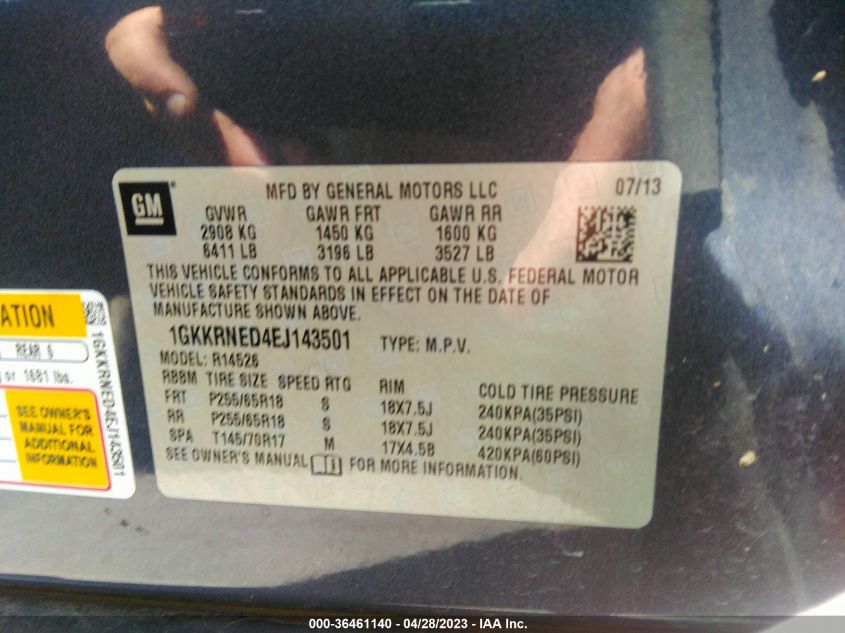 GM
MFD BY GENERAL MOTORS LLC 07/13
GVWR GAWR FRT GAWR RR
2908 KG 1450 KG 1600 KG
6411 LB 3196 LB 3527 LB
THIS VEHICLE CONFORMS TO ALL APPLICABLE U.S. FEDERAL MOTOR
VEHICLE SAFETY STANDARDS IN EFFECT ON THE DATE OF
MANUFACTURE SHOWN ABOVE.
1GKKRNED4EJ143501 TYPE: M.P.V.
MODEL: R14526
RBBM TIRE SIZE SPEED RTG RIM COLD TIRE PRESSURE
FRT P255/65R18 S 18X7.5J 240KPA(35PSI)
RR P255/65R18 S 18X7.5J 240KPA(35PSI)
SPA T145/70R17 M 17X4.5B 420KPA(60PSI)
SEE OWNER'S MANUAL FOR MORE INFORMATION.
ATION
REAR
or 1681 lbs.
SEE OWNER'S
MANUAL FOR
ADDITIONAL
INFORMATION
1GKKRNED4EJ143501
000-36461140 - 04/28/2023 - IAA Inc.